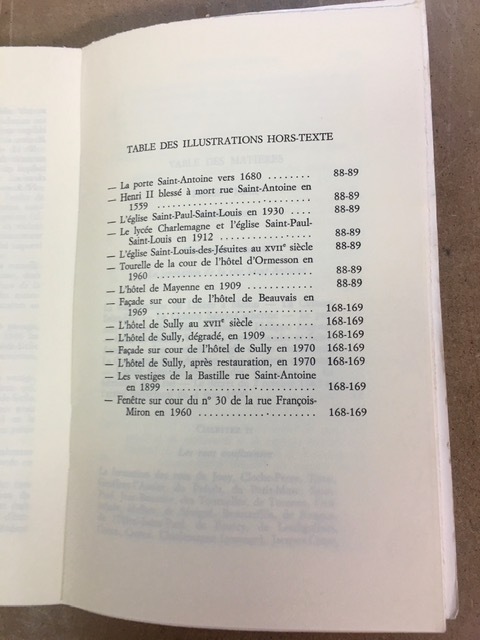 TABLE DES ILLUSTRATIONS HORS-TEXTE
TABLE DES MATIÈRES
— La porte Saint-Antoine vers 1680 ........ 88-89
— Henri II blessé à mort rue Saint-Antoine en
1559 ........................ 88-89
— L'église Saint-Paul-Saint-Louis en 1930 .... 88-89
— Le lycée Charlemagne et l'église Saint-Paul-
Saint-Louis en 1912 ............... 88-89
— L'église Saint-Louis-des-Jésuites au XVIIe siècle 88-89
— Tourelle de la cour de l'hôtel d'Ormesson en
1960 ........................ 88-89
— L'hôtel de Mayenne en 1909 ............ 88-89
— Façade sur cour de l'hôtel de Beauvais en
1969 ........................ 168-169
— L'hôtel de Sully au XVIIe siècle ......... 168-169
— L'hôtel de Sully, dégradé, en 1909 ........ 168-169
— Façade sur cour de l'hôtel de Sully en 1970 168-169
— L'hôtel de Sully, après restauration, en 1970 168-169
— Les vestiges de la Bastille rue Saint-Antoine
en 1899 ...................... 168-169
— Fenêtre sur cour du n° 30 de la rue François-
Miron en 1960 .................. 168-169